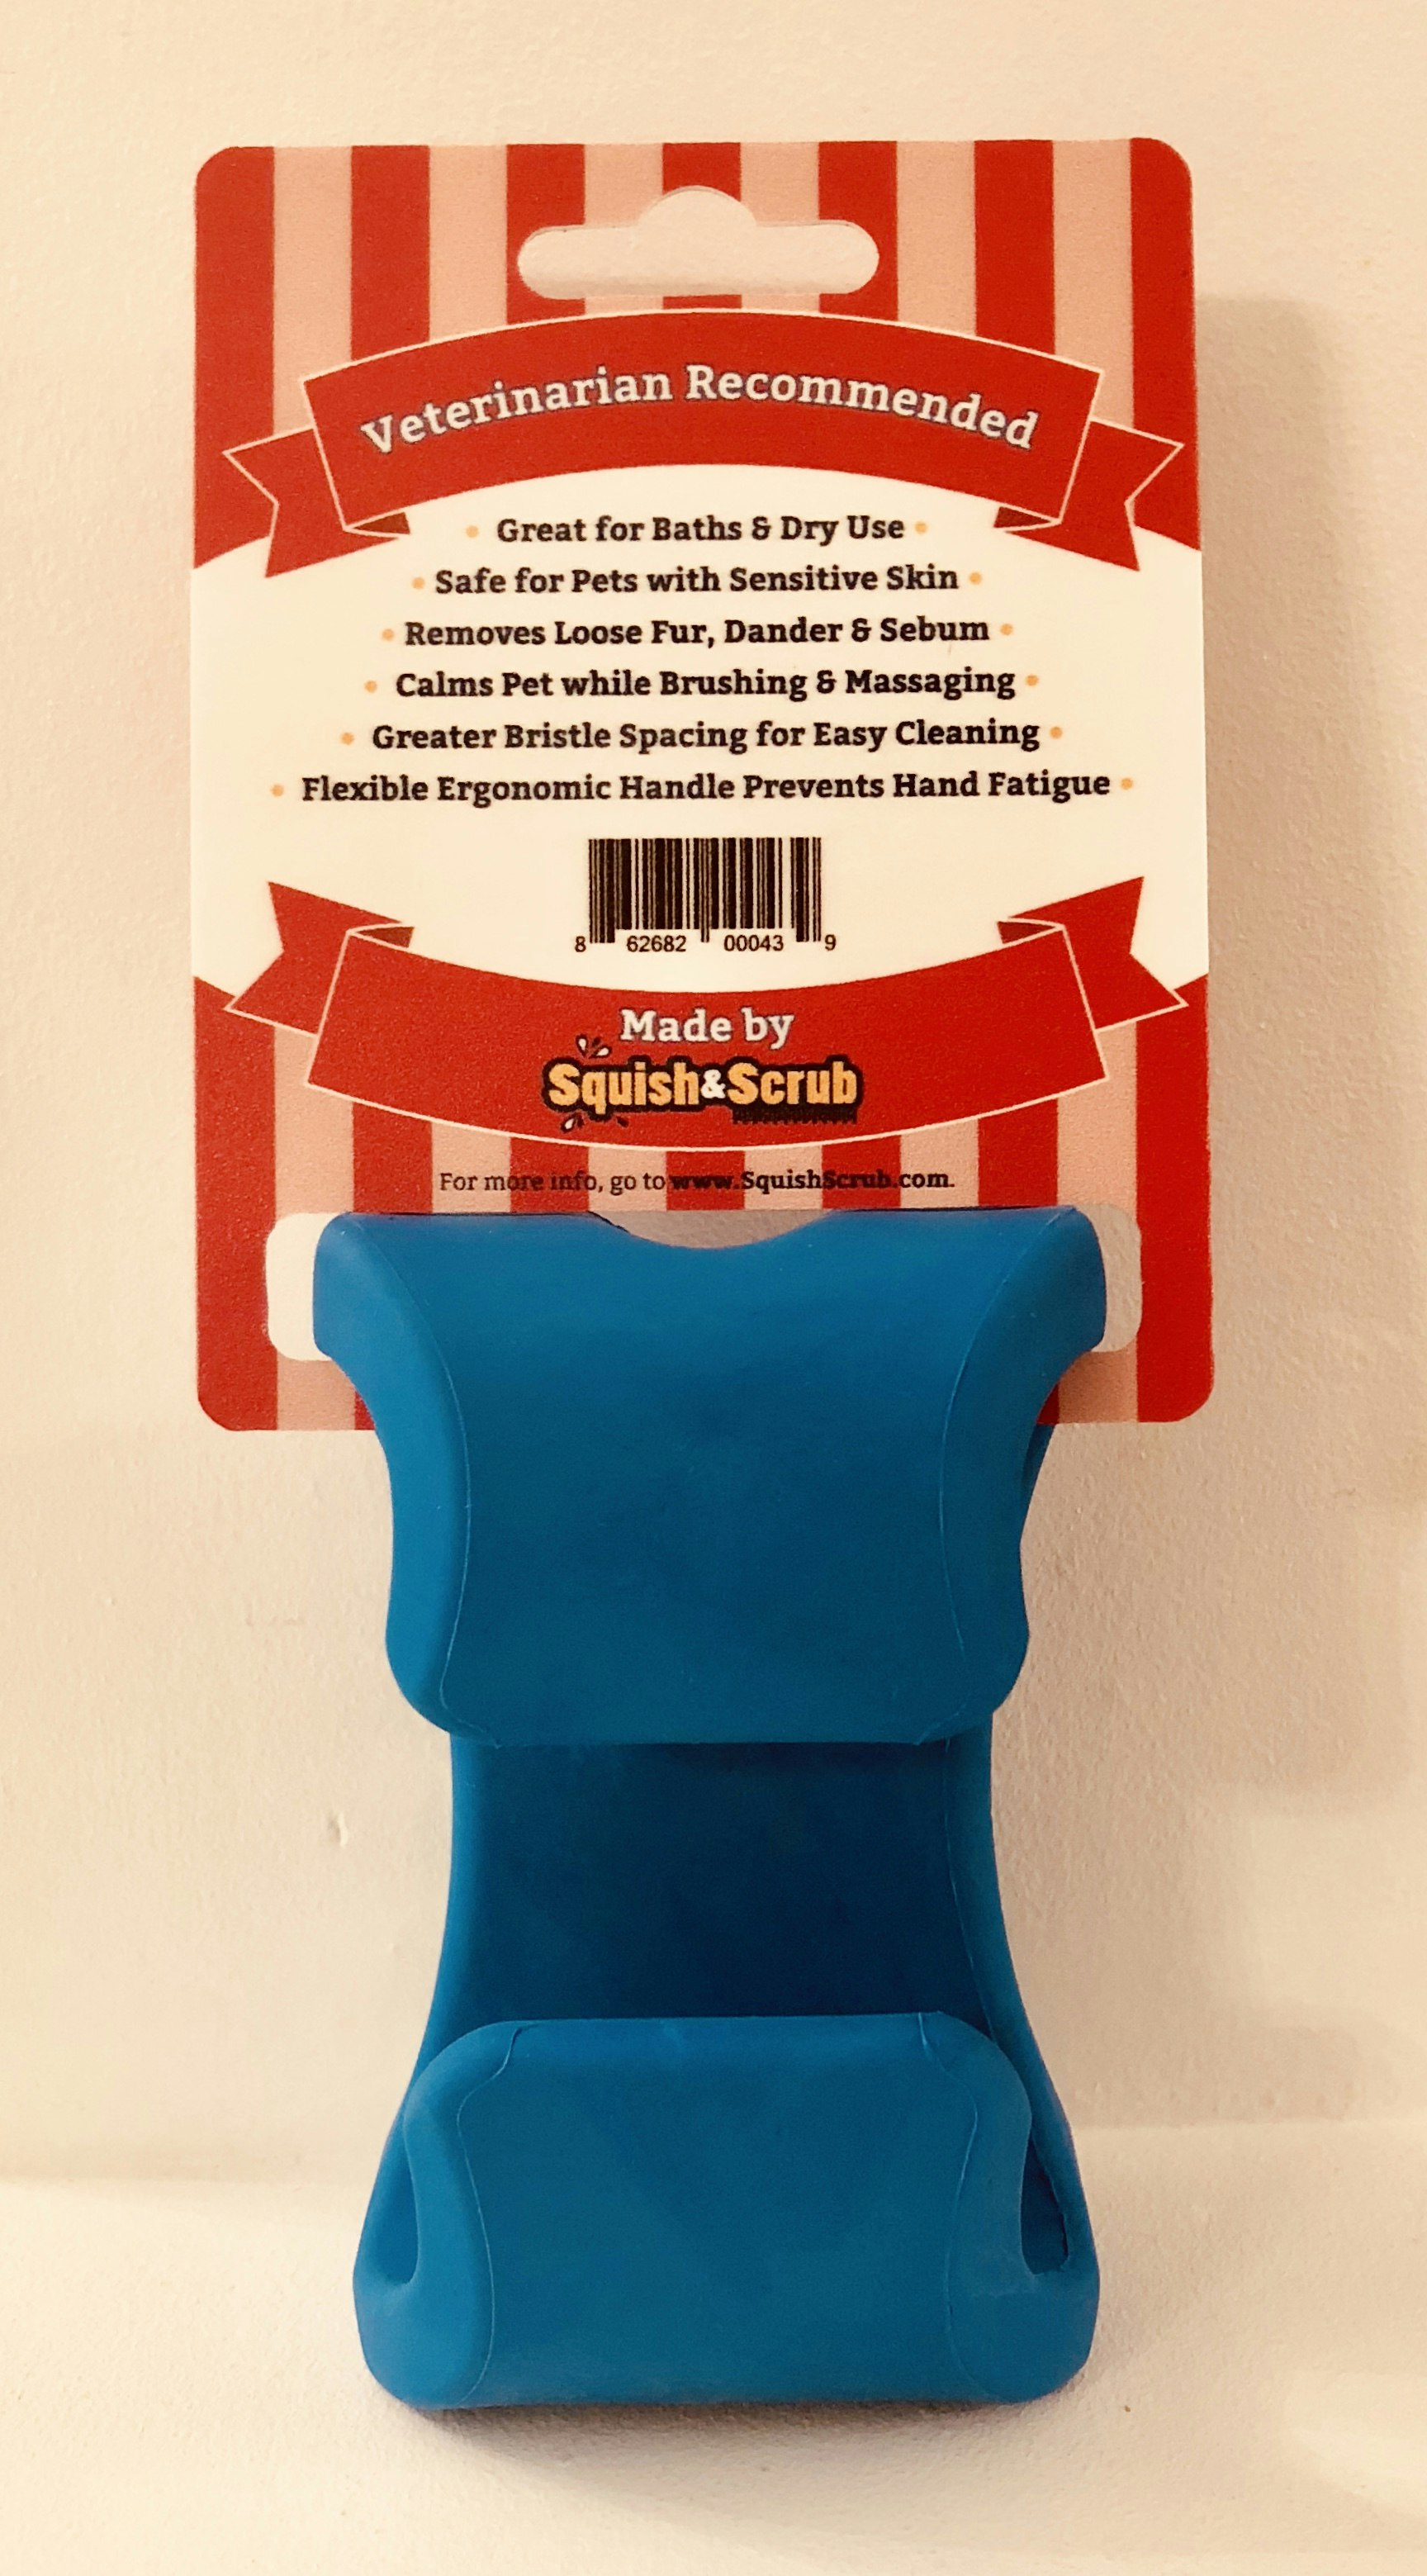 Veterinarian Recommended
Great for Baths & Dry Use
Safe for Pets with Sensitive Skin
Removes Loose Fur, Dander & Sebum
Calms Pet while Brushing & Massaging
Greater Bristle Spacing for Easy Cleaning
Flexible Ergonomic Handle Prevents Hand Fatigue
8 62682 00043 9
Made by
Squish&Scrub
For more info, go to www.SquishScrub.com.